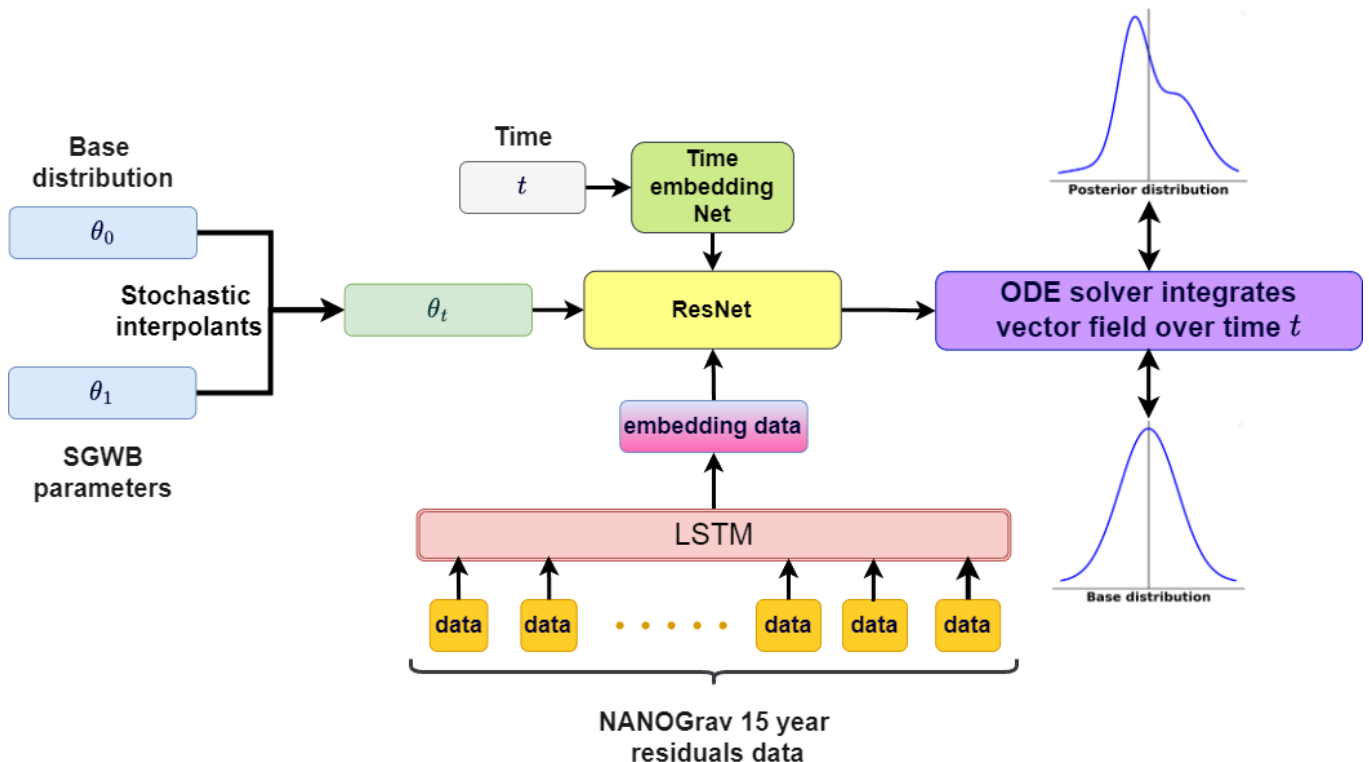 Base
distribution
θ₀
Stochastic
interpolants
θ₁
SGWB
parameters
θₜ
Time
t
Time
embedding
Net
ResNet
embedding data
LSTM
data
data
. . . . .
data
data
data
NANOGrav 15 year
residuals data
Posterior distribution
ODE solver integrates
vector field over time t
Base distribution